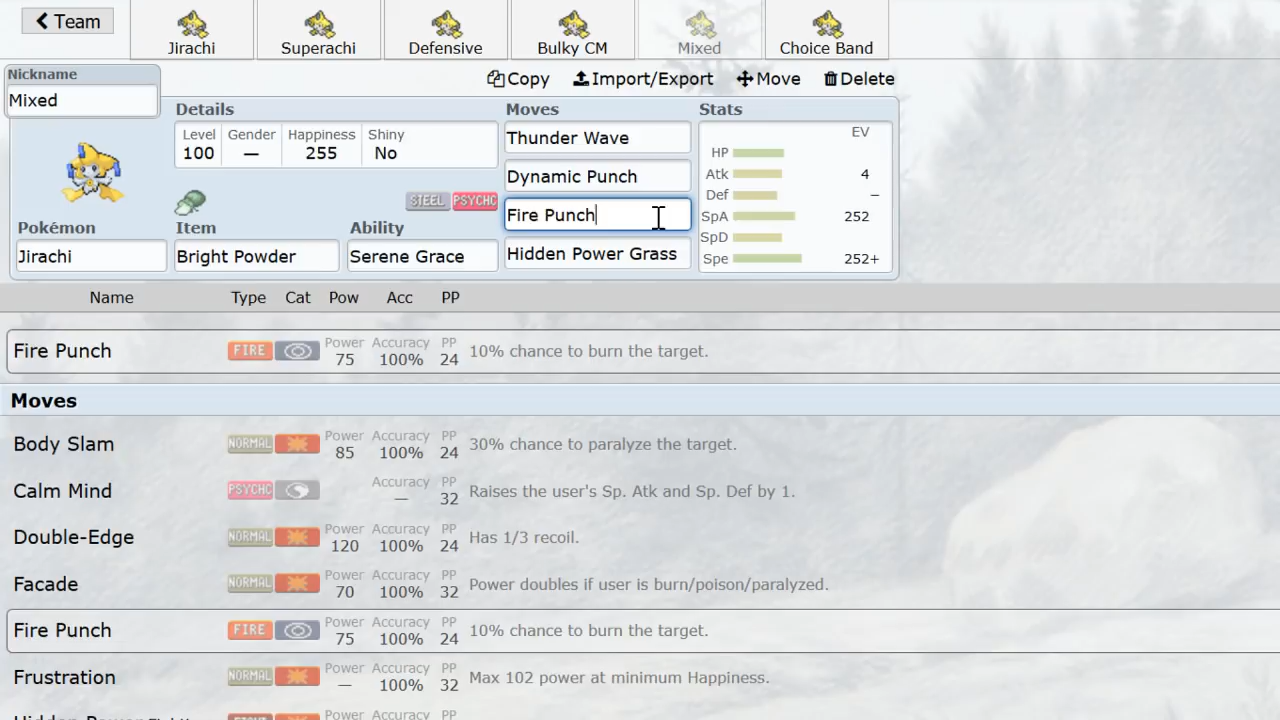 Team
Jirachi
Superachi
Defensive
Bulky CM
Mixed
Choice Band
Nickname
Mixed
Copy
Import/Export
Move
Delete
Details
Level Gender Happiness Shiny
100 — 255 No
STEEL PSYCHC
Pokémon
Jirachi
Item
Bright Powder
Ability
Serene Grace
Moves
Thunder Wave
Dynamic Punch
Fire Punch
Hidden Power Grass
Stats
EV
HP
Atk 4
Def –
SpA 252
SpD
Spe 252+
Name Type Cat Pow Acc PP
Fire Punch FIRE Power 75 Accuracy 100% PP 24 10% chance to burn the target.
Moves
Body Slam NORMAL Power 85 Accuracy 100% PP 24 30% chance to paralyze the target.
Calm Mind PSYCHC Accuracy — PP 32 Raises the user's Sp. Atk and Sp. Def by 1.
Double-Edge NORMAL Power 120 Accuracy 100% PP 24 Has 1/3 recoil.
Facade NORMAL Power 70 Accuracy 100% PP 32 Power doubles if user is burn/poison/paralyzed.
Fire Punch FIRE Power 75 Accuracy 100% PP 24 10% chance to burn the target.
Frustration NORMAL Power — Accuracy 100% PP 32 Max 102 power at minimum Happiness.
Power Accuracy PP